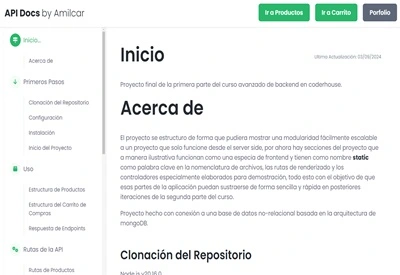 API Docs by Amilcar
Ir a Productos
Ir a Carrito
Porfolio
Inicio...
Acerca de
Primeros Pasos
Clonación del Repositorio
Configuración
Instalación
Inicio del Proyecto
Uso
Estructura de Productos
Estructura del Carrito de
Compras
Respuesta de Endpoints
Rutas de la API
Rutas de Productos
Inicio
Última Actualización: 03/09/2024
Proyecto final de la primera parte del curso avanzado de backend en coderhouse.
Acerca de
El proyecto se estructura de forma que pudiera mostrar una modularidad fácilmente escalable
a un proyecto que solo funcione desde el server side, por ahora hay secciones del proyecto que
a manera ilustrativa funcionan como una especia de frontend y tienen como nombre static
como palabra clave en la nomenclatura de archivos, las rutas de renderizada y los
controladores especialmente elaborados para demostración, todo esto con el objetivo de que
esas partes de la aplicación puedan sustraerse de forma sencilla y rápida en posteriores
iteraciones de la segunda parte del curso.
Proyecto hecho con conexión a una base de datos no-relacional basada en la arquitectura de
mongoDB.
Clonación del Repositorio
Node js v20.16.0